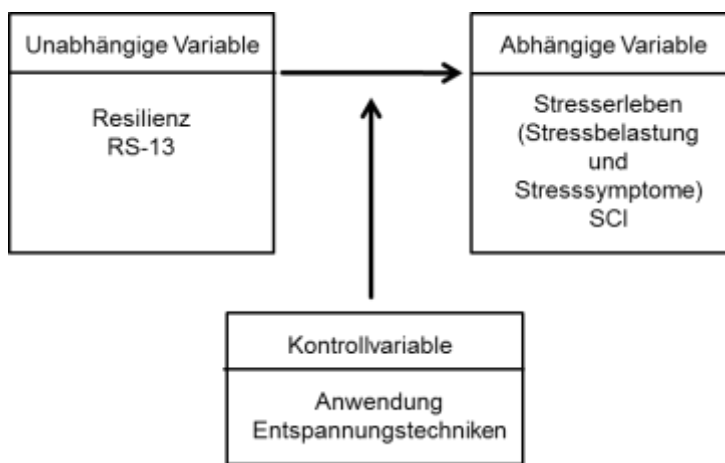 Unabhängige Variable
Resilienz
RS-13
Abhängige Variable
Stresserleben
(Stressbelastung
und
Stresssymptome)
SCI
Kontrollvariable
Anwendung
Entspannungstechniken